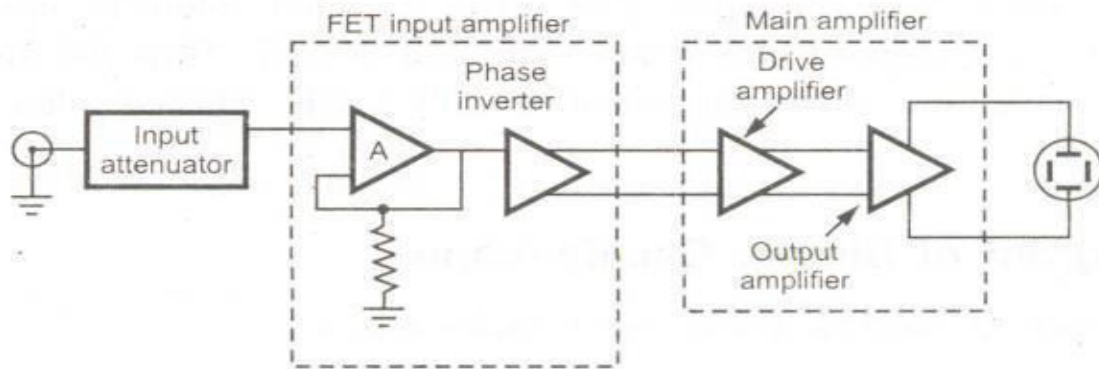 FET input amplifier
Main amplifier
Phase
inverter
Drive
amplifier
Input
attenuator
A
Output
amplifier